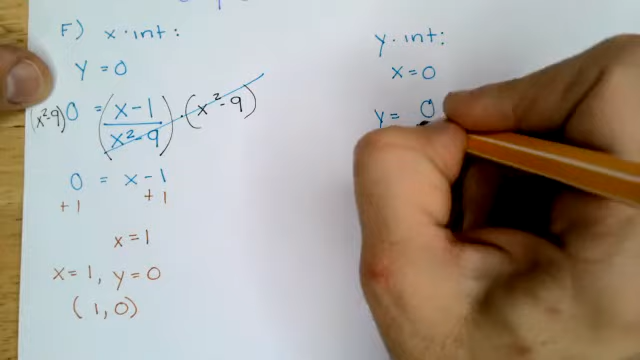 F) x-int:
y = 0
(x²-9) 0 = (x-1 / x²-9) · (x²-9)
0 = x-1
+1 +1
x=1
x=1, y=0
(1,0)
y-int:
x=0
y= 0